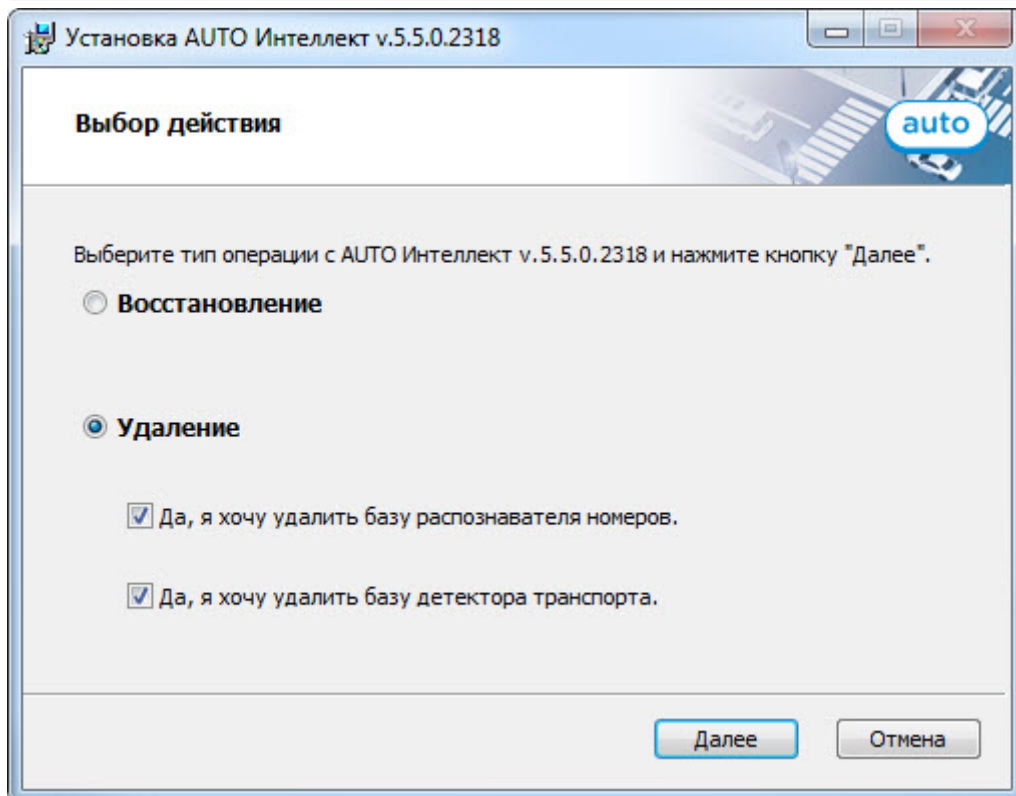 Установка AUTO Интеллект v.5.5.0.2318
Выбор действия
auto
Выберите тип операции с AUTO Интеллект v.5.5.0.2318 и нажмите кнопку "Далее".
Восстановление
Удаление
Да, я хочу удалить базу распознавателя номеров.
Да, я хочу удалить базу детектора транспорта.
Далее
Отмена